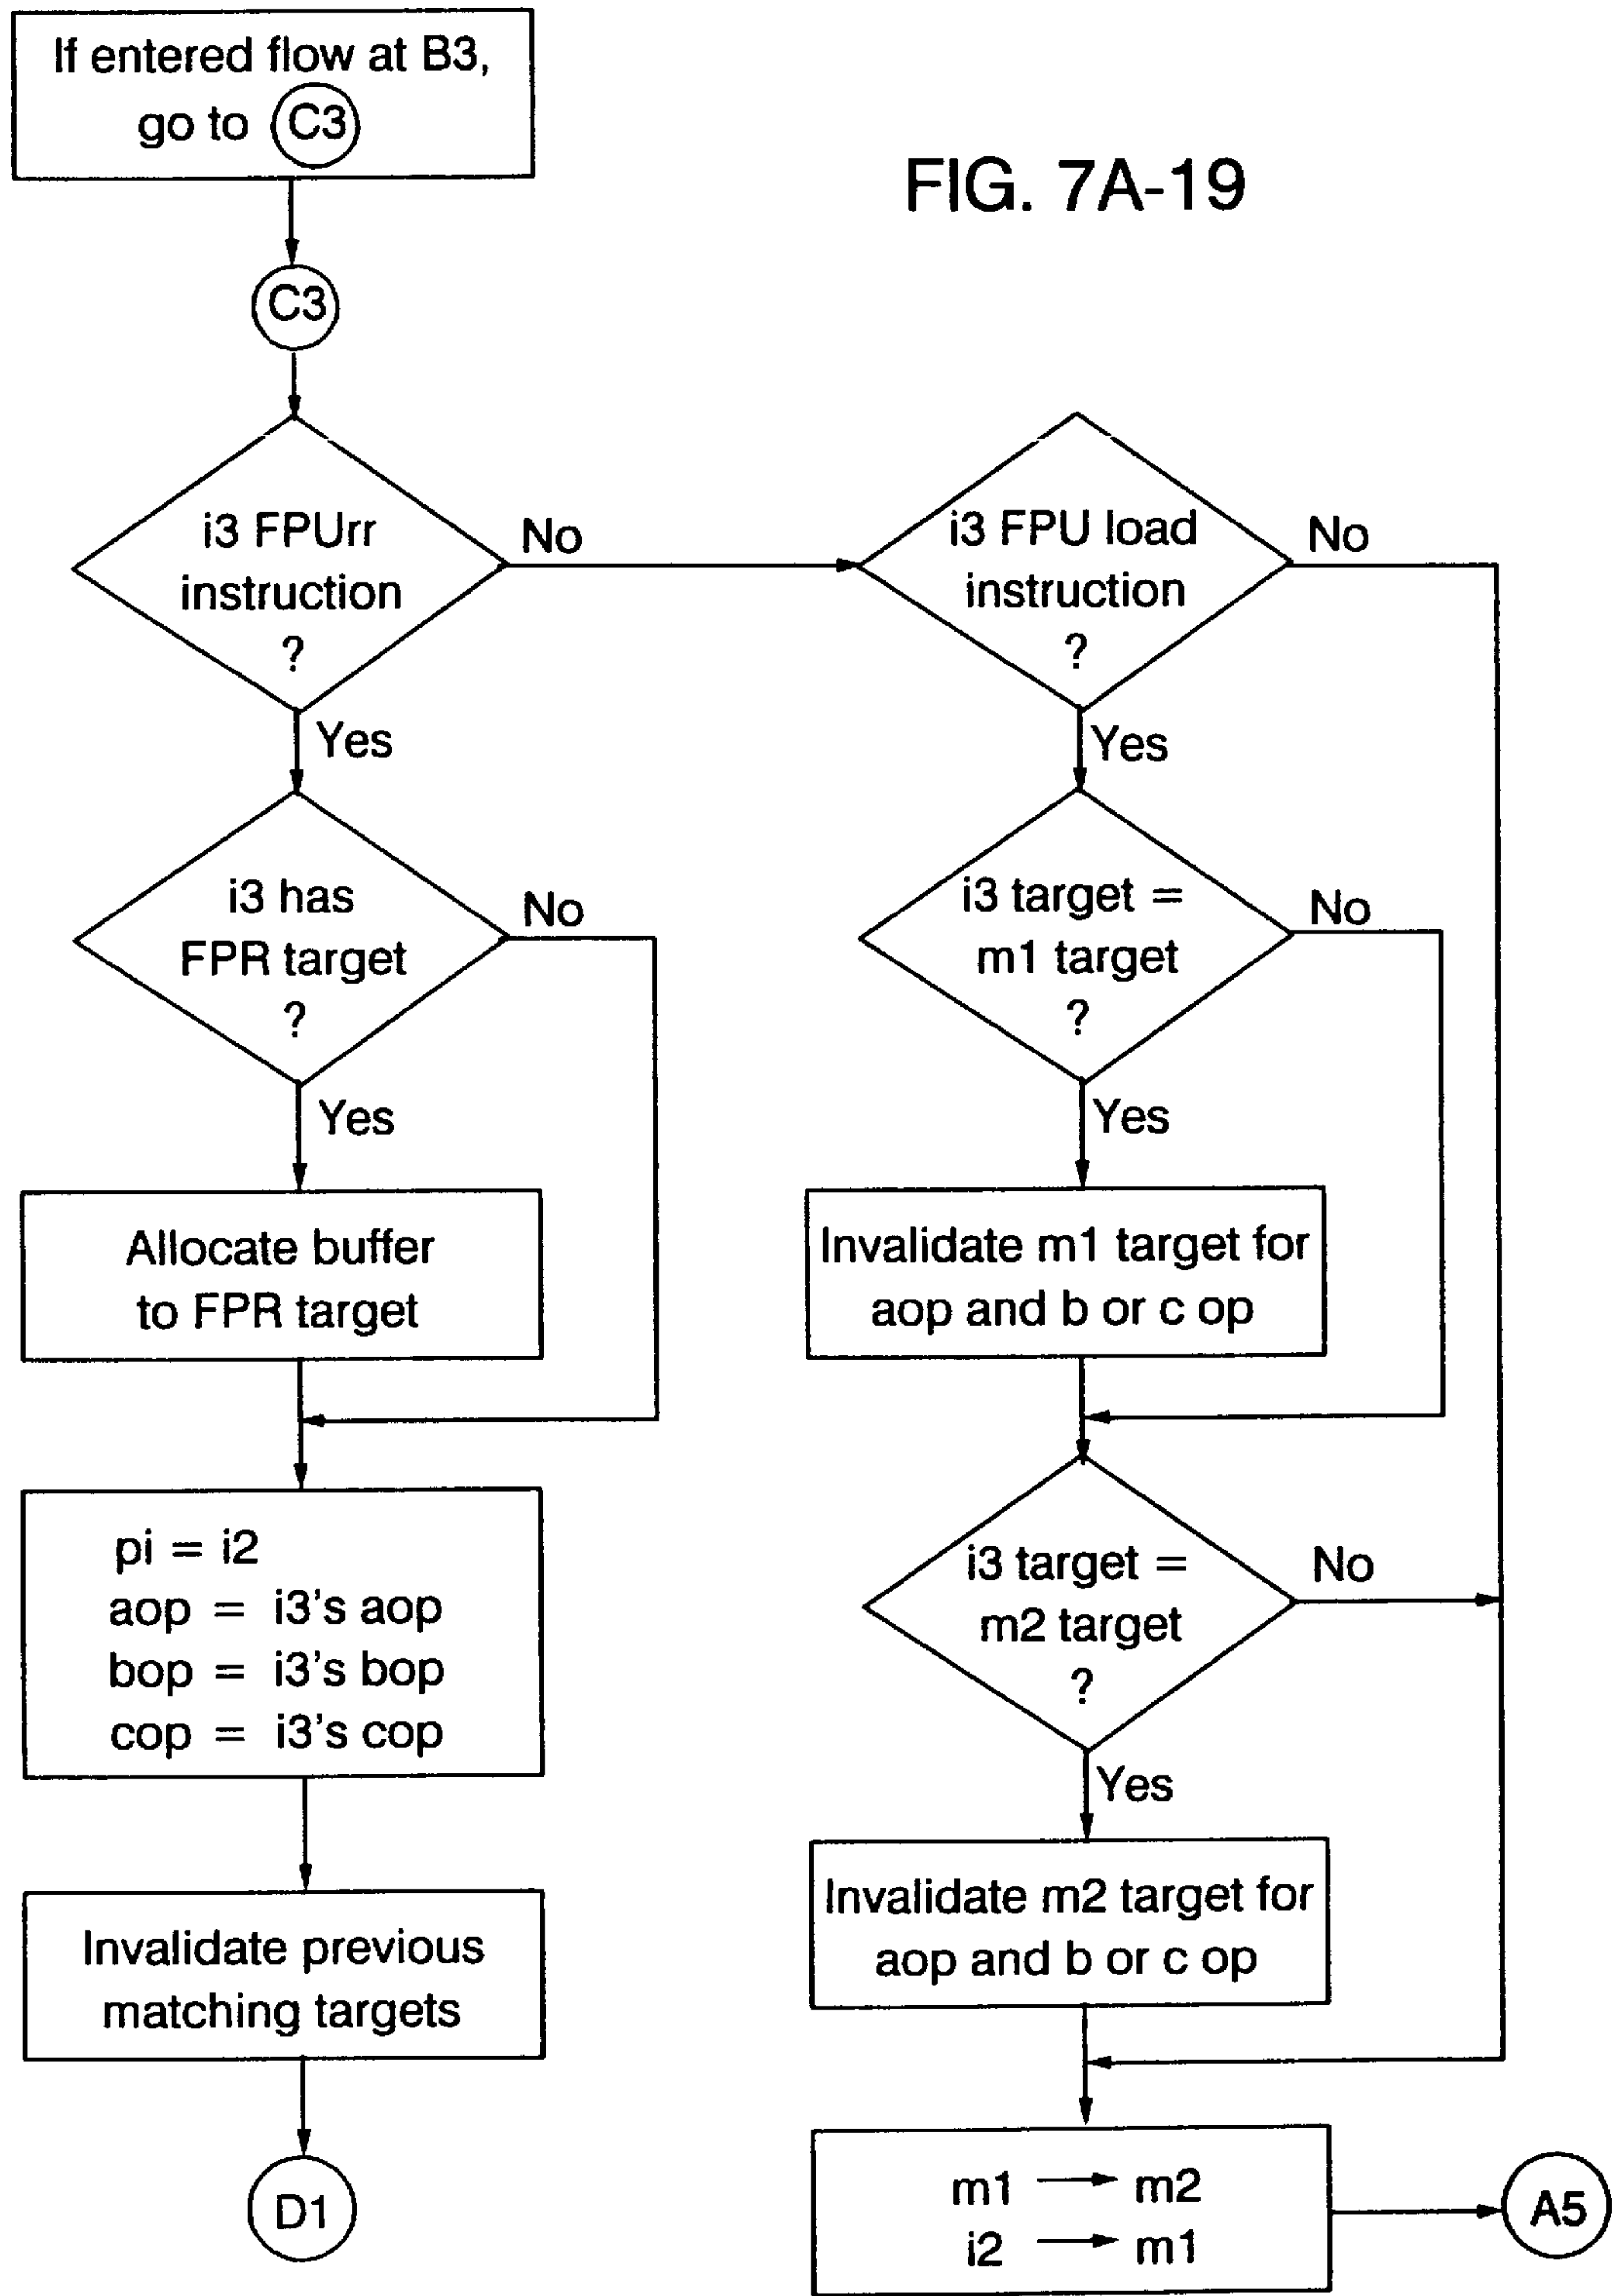 If entered flow at B3,
go to C3
FIG. 7A-19
C3
i3 FPUrr
instruction
?
No
Yes
i3 has
FPR target
?
No
Yes
Allocate buffer
to FPR target
pi = i2
aop = i3's aop
bop = i3's bop
cop = i3's cop
Invalidate previous
matching targets
D1
i3 FPU load
instruction
?
No
Yes
i3 target =
m1 target
?
No
Yes
Invalidate m1 target for
aop and b or c op
i3 target =
m2 target
?
No
Yes
Invalidate m2 target for
aop and b or c op
m1 → m2
i2 → m1
A5